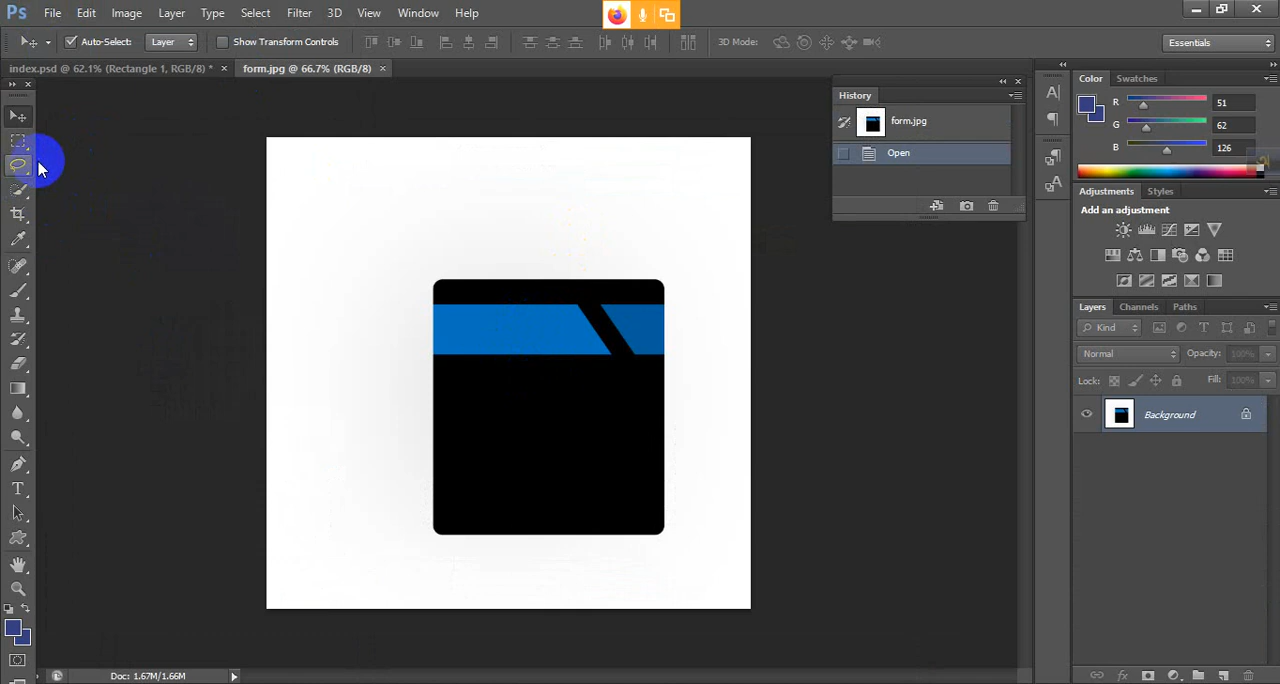 Ps File Edit Image Layer Type Select Filter 3D View Window Help
Auto-Select: Layer Show Transform Controls 3D Mode: Essentials
index.psd @ 62.1% (Rectangle 1, RGB/8) * × form.jpg @ 66.7% (RGB/8) ×
History
form.jpg
Open
Color Swatches
R 51
G 62
B 126
Adjustments Styles
Add an adjustment
Layers Channels Paths
Kind
Normal Opacity: 100%
Lock: Fill: 100%
Background
Doc: 1.67M/1.66M